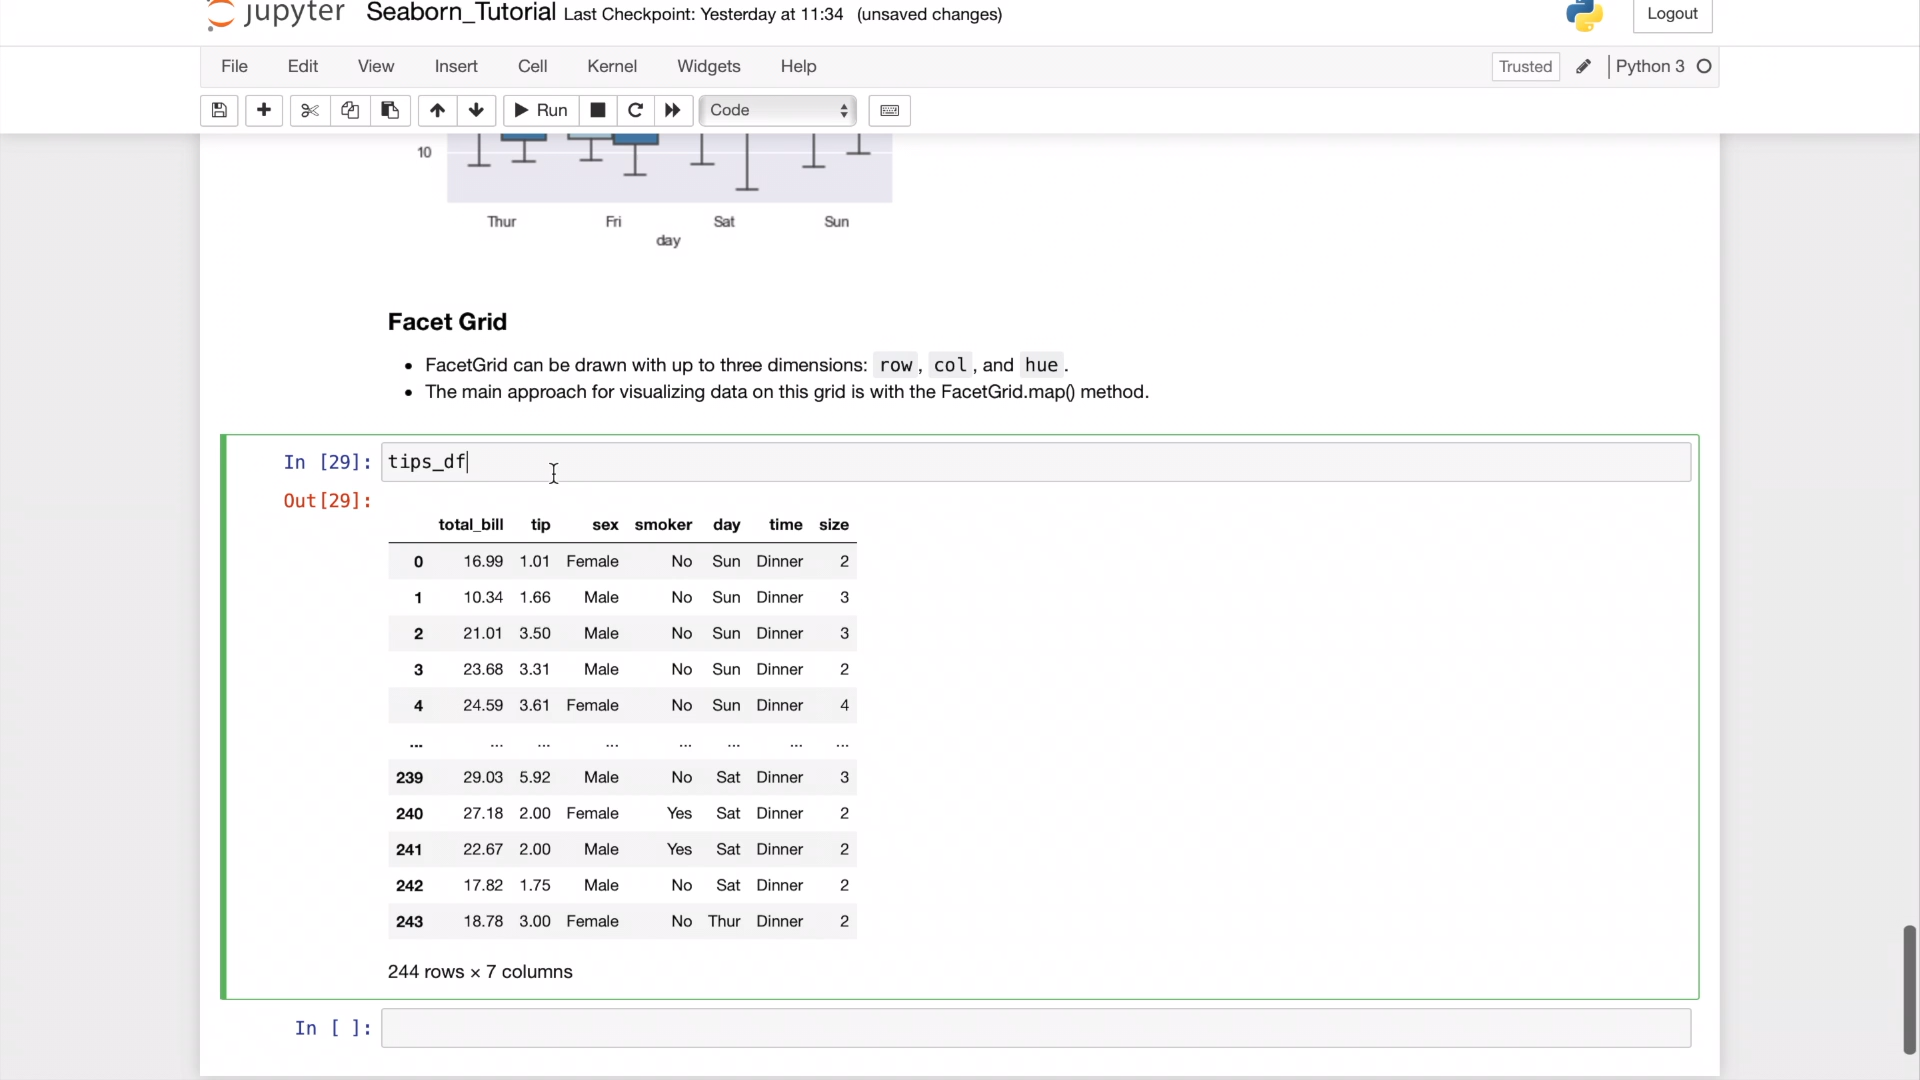 jupyter Seaborn_Tutorial Last Checkpoint: Yesterday at 11:34 (unsaved changes) Logout
File Edit View Insert Cell Kernel Widgets Help Trusted Python 3
Run Code
10
Thur Fri Sat Sun
day
Facet Grid
• FacetGrid can be drawn with up to three dimensions: row, col, and hue.
• The main approach for visualizing data on this grid is with the FacetGrid.map() method.
In [29]: tips_df
Out[29]:
total_bill tip sex smoker day time size
0 16.99 1.01 Female No Sun Dinner 2
1 10.34 1.66 Male No Sun Dinner 3
2 21.01 3.50 Male No Sun Dinner 3
3 23.68 3.31 Male No Sun Dinner 2
4 24.59 3.61 Female No Sun Dinner 4
... ... ... ... ... ... ... ...
239 29.03 5.92 Male No Sat Dinner 3
240 27.18 2.00 Female Yes Sat Dinner 2
241 22.67 2.00 Male Yes Sat Dinner 2
242 17.82 1.75 Male No Sat Dinner 2
243 18.78 3.00 Female No Thur Dinner 2
244 rows × 7 columns
In [ ]: